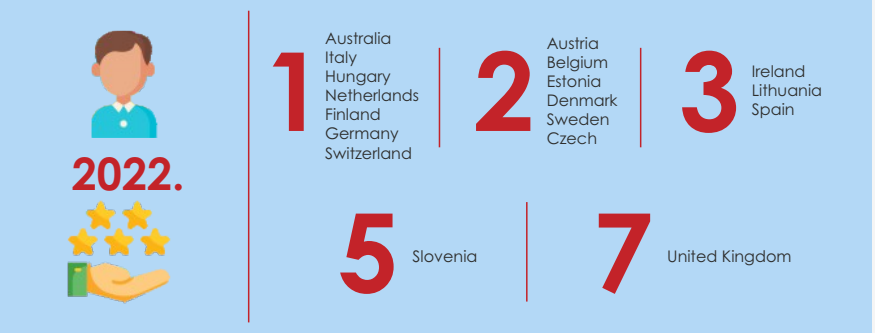 2022.
1
Australia
Italy
Hungary
Netherlands
Finland
Germany
Switzerland
2
Austria
Belgium
Estonia
Denmark
Sweden
Czech
3
Ireland
Lithuania
Spain
5
Slovenia
7
United Kingdom